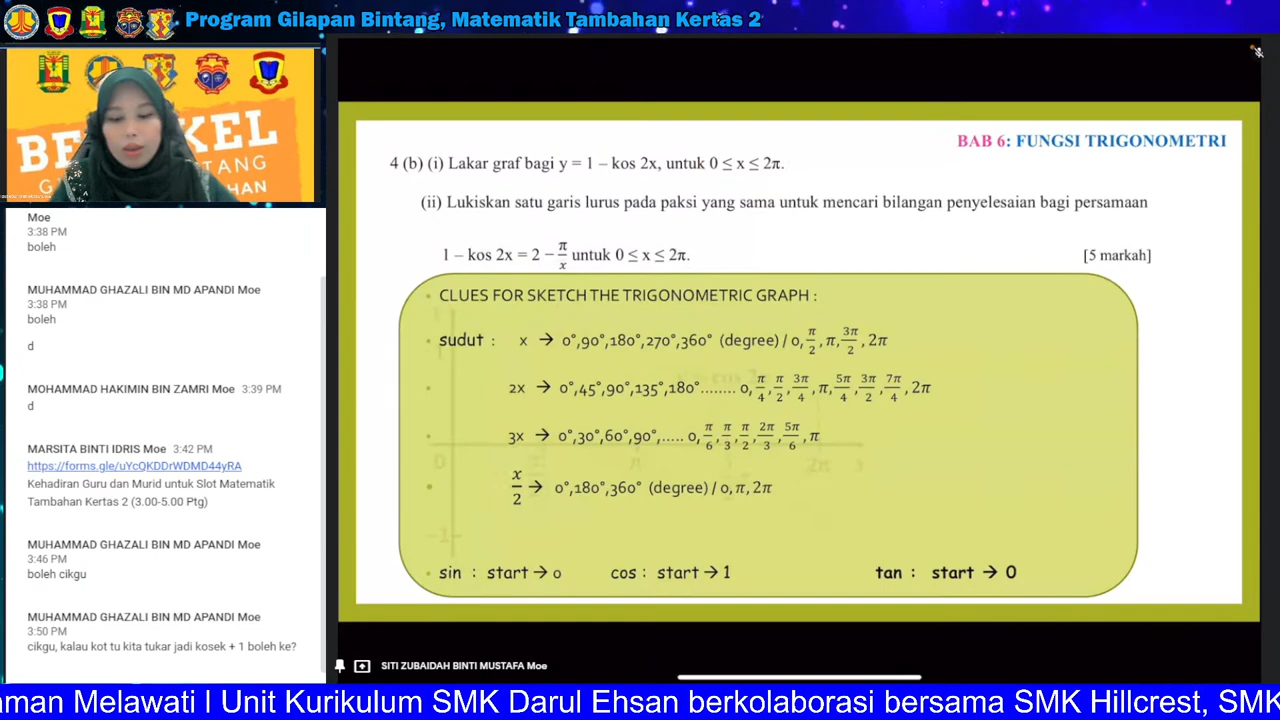 Program Gilapan Bintang, Matematik Tambahan Kertas 2
Moe
3:38 PM
boleh
MUHAMMAD GHAZALI BIN MD APANDI Moe
3:38 PM
boleh
d
MOHAMMAD HAKIMIN BIN ZAMRI Moe 3:39 PM
d
MARSITA BINTI IDRIS Moe 3:42 PM
https://forms.gle/uYcQKDDrWDMD44yRA
Kehadiran Guru dan Murid untuk Slot Matematik
Tambahan Kertas 2 (3.00-5.00 Ptg)
MUHAMMAD GHAZALI BIN MD APANDI Moe
3:46 PM
boleh cikgu
MUHAMMAD GHAZALI BIN MD APANDI Moe
3:50 PM
cikgu, kalau kot tu kita tukar jadi kosek + 1 boleh ke?
BAB 6: FUNGSI TRIGONOMETRI
4 (b) (i) Lakar graf bagi y = 1 – kos 2x, untuk 0 ≤ x ≤ 2π.
(ii) Lukiskan satu garis lurus pada paksi yang sama untuk mencari bilangan penyelesaian bagi persamaan
1 – kos 2x = 2 − π/x untuk 0 ≤ x ≤ 2π. [5 markah]
• CLUES FOR SKETCH THE TRIGONOMETRIC GRAPH :
sudut : x → 0°,90°,180°,270°,360° (degree) / 0, π/2, π, 3π/2, 2π
• 2x → 0°,45°,90°,135°,180°........ 0, π/4, π/2, 3π/4, π, 5π/4, 3π/2, 7π/4, 2π
• 3x → 0°,30°,60°,90°,..... 0, π/6, π/3, π/2, 2π/3, 5π/6, π
• x/2 → 0°,180°,360° (degree) / 0, π, 2π
• sin : start → 0 cos : start → 1 tan : start → 0
SITI ZUBAIDAH BINTI MUSTAFA Moe
aman Melawati l Unit Kurikulum SMK Darul Ehsan berkolaborasi bersama SMK Hillcrest, SMK